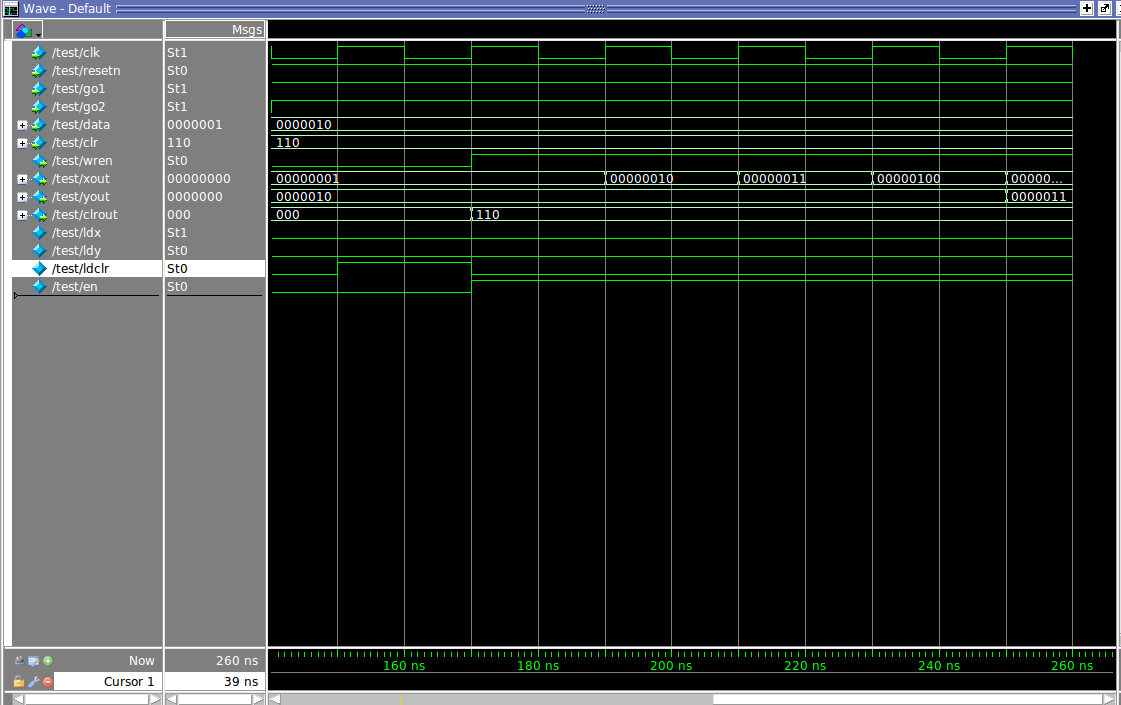 Wave - Default
Msgs
/test/clk St1
/test/resetn St0
/test/go1 St1
/test/go2 St1
/test/data 0000001 0000010
/test/clr 110 110
/test/wren St0
/test/xout 00000000 00000001 00000010 00000011 00000100 00000...
/test/yout 0000000 0000010 0000011
/test/clrout 000 000 110
/test/ldx St1
/test/ldy St0
/test/ldclr St0
/test/en St0
Now 260 ns 160 ns 180 ns 200 ns 220 ns 240 ns 260 ns
Cursor 1 39 ns